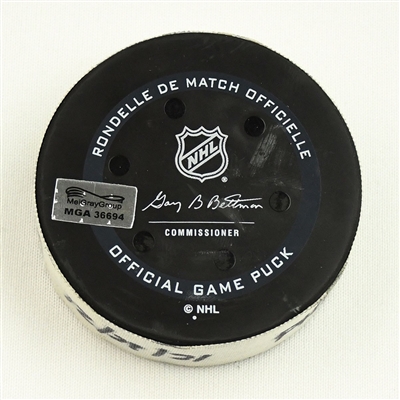 RONDELLE DE MATCH OFFICIELLE
NHL
®
Gary B Bettman
COMMISSIONER
MeiGrayGroup
MGA 36694
OFFICIAL GAME PUCK
© NHL